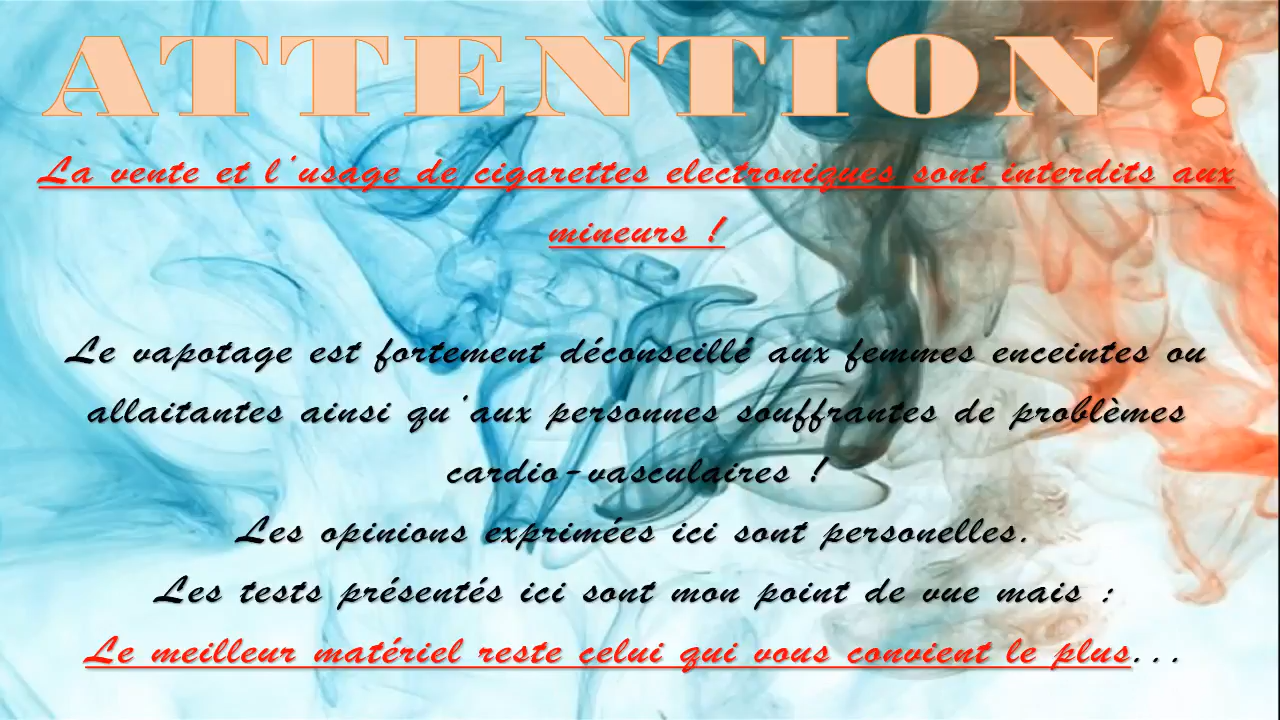 ATTENTION !
La vente et l'usage de cigarettes electroniques sont interdits aux
mineurs !
Le vapotage est fortement déconseillé aux femmes enceintes ou
allaitantes ainsi qu'aux personnes souffrantes de problèmes
cardio-vasculaires !
Les opinions exprimées ici sont personelles.
Les tests présentés ici sont mon point de vue mais :
Le meilleur matériel reste celui qui vous convient le plus...